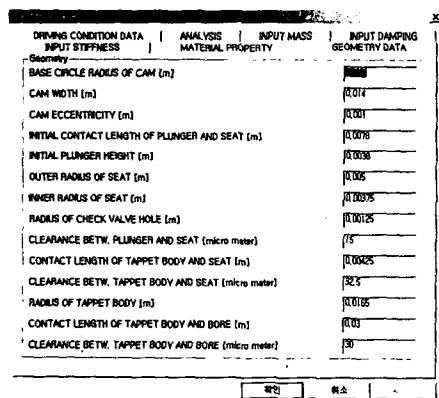 x
DRIVING CONDITION DATA | ANALYSIS | INPUT MASS | INPUT DAMPING
INPUT STIFFNESS | MATERIAL PROPERTY GEOMETRY DATA
Geometry
BASE CIRCLE RADIUS OF CAM [m]
CAM WIDTH [m] 0,014
CAM ECCENTRICITY [m] 0,001
INITIAL CONTACT LENGTH OF PLUNGER AND SEAT [m] 0,0078
INITIAL PLUNGER HEIGHT [m] 0,0038
OUTER RADIUS OF SEAT [m] 0,005
INNER RADIUS OF SEAT [m] 0,00375
RADIUS OF CHECK VALVE HOLE [m] 0,00125
CLEARANCE BETW. PLUNGER AND SEAT (micro meter) 15
CONTACT LENGTH OF TAPPET BODY AND SEAT [m] 0,00425
CLEARANCE BETW, TAPPET BODY AND SEAT (micro meter) 32,5
RADIUS OF TAPPET BODY [m] 0,0165
CONTACT LENGTH OF TAPPET BODY AND BORE [m] 0,03
CLEARANCE BETW, TAPPET BODY AND BORE (micro meter) 30
확인 취소